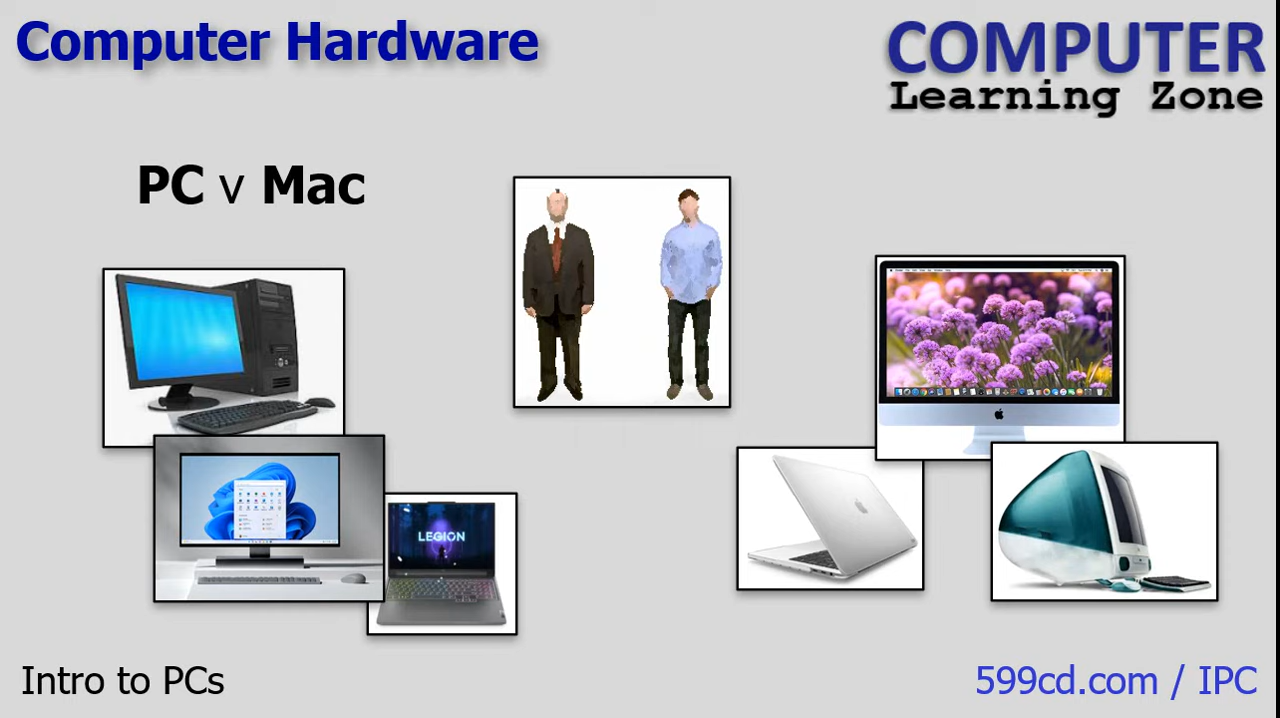 Computer Hardware
COMPUTER
Learning Zone
PC v Mac
LEGION
Intro to PCs
599cd.com / IPC